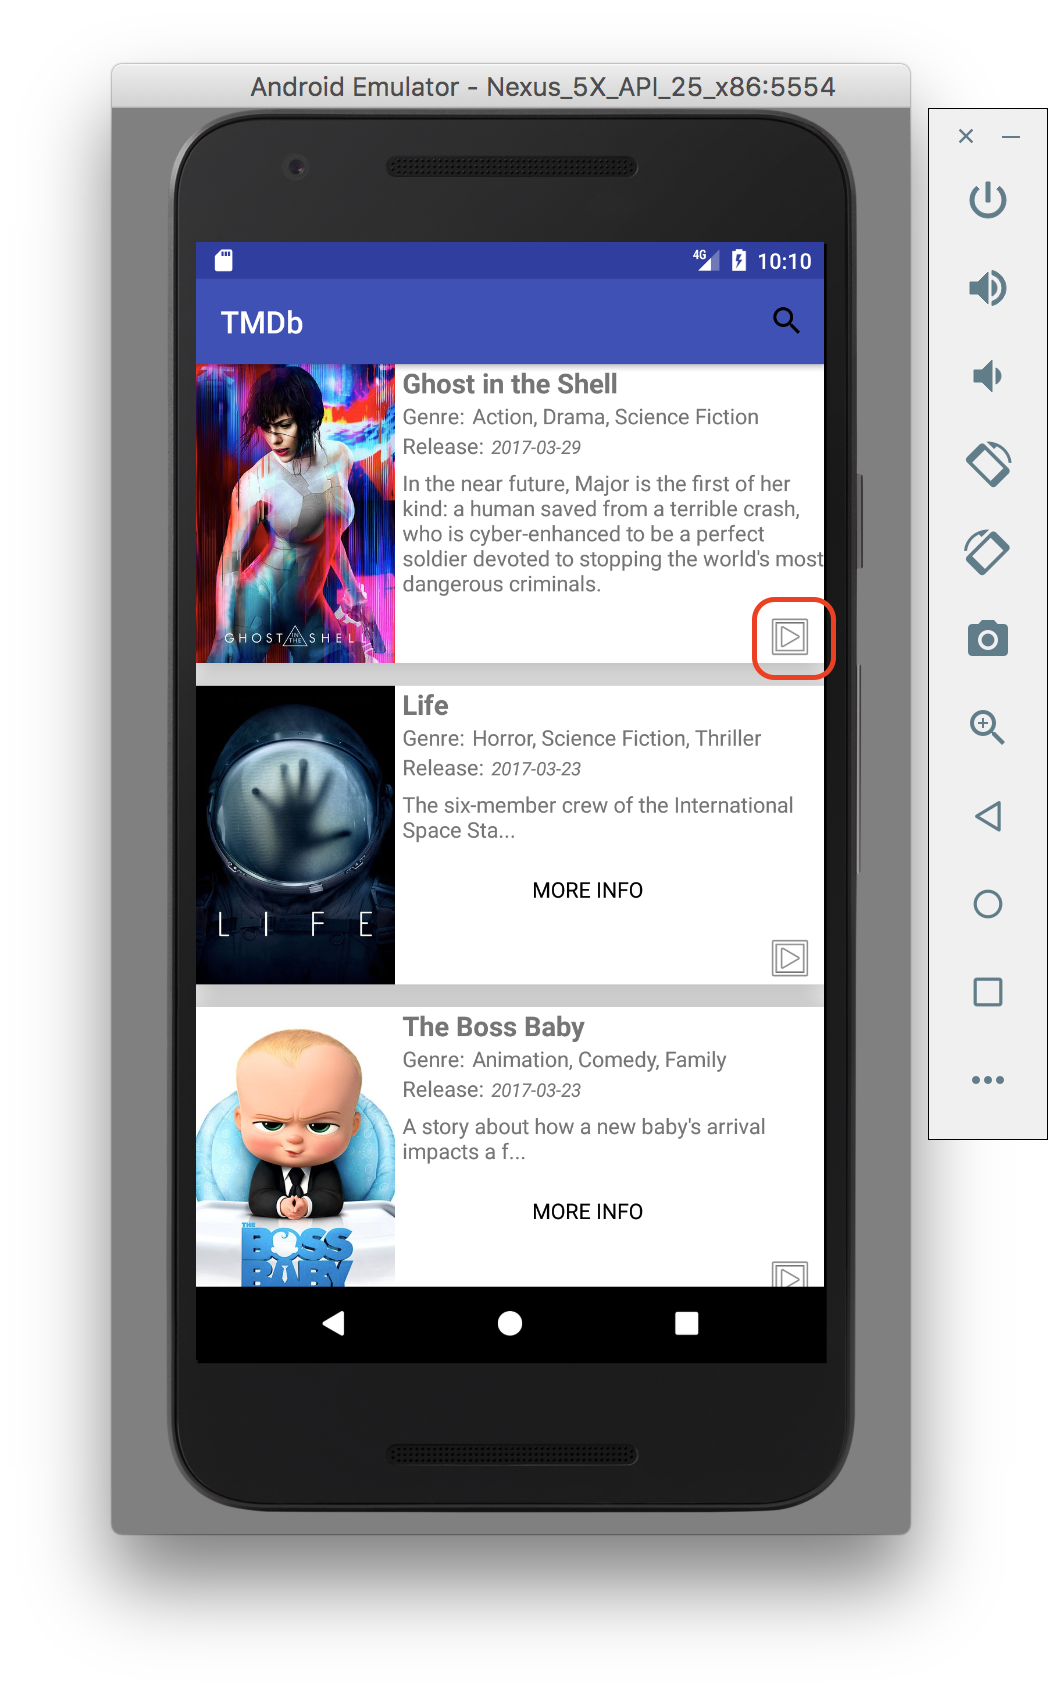 Android Emulator - Nexus_5X_API_25_x86:5554
4G 10:10
TMDb
Ghost in the Shell
Genre: Action, Drama, Science Fiction
Release: 2017-03-29
In the near future, Major is the first of her
kind: a human saved from a terrible crash,
who is cyber-enhanced to be a perfect
soldier devoted to stopping the world's most
dangerous criminals.
GHOST IN THE SHELL
Life
Genre: Horror, Science Fiction, Thriller
Release: 2017-03-23
The six-member crew of the International
Space Sta...
MORE INFO
LIFE
The Boss Baby
Genre: Animation, Comedy, Family
Release: 2017-03-23
A story about how a new baby's arrival
impacts a f...
MORE INFO
THE
BOSS
BABY